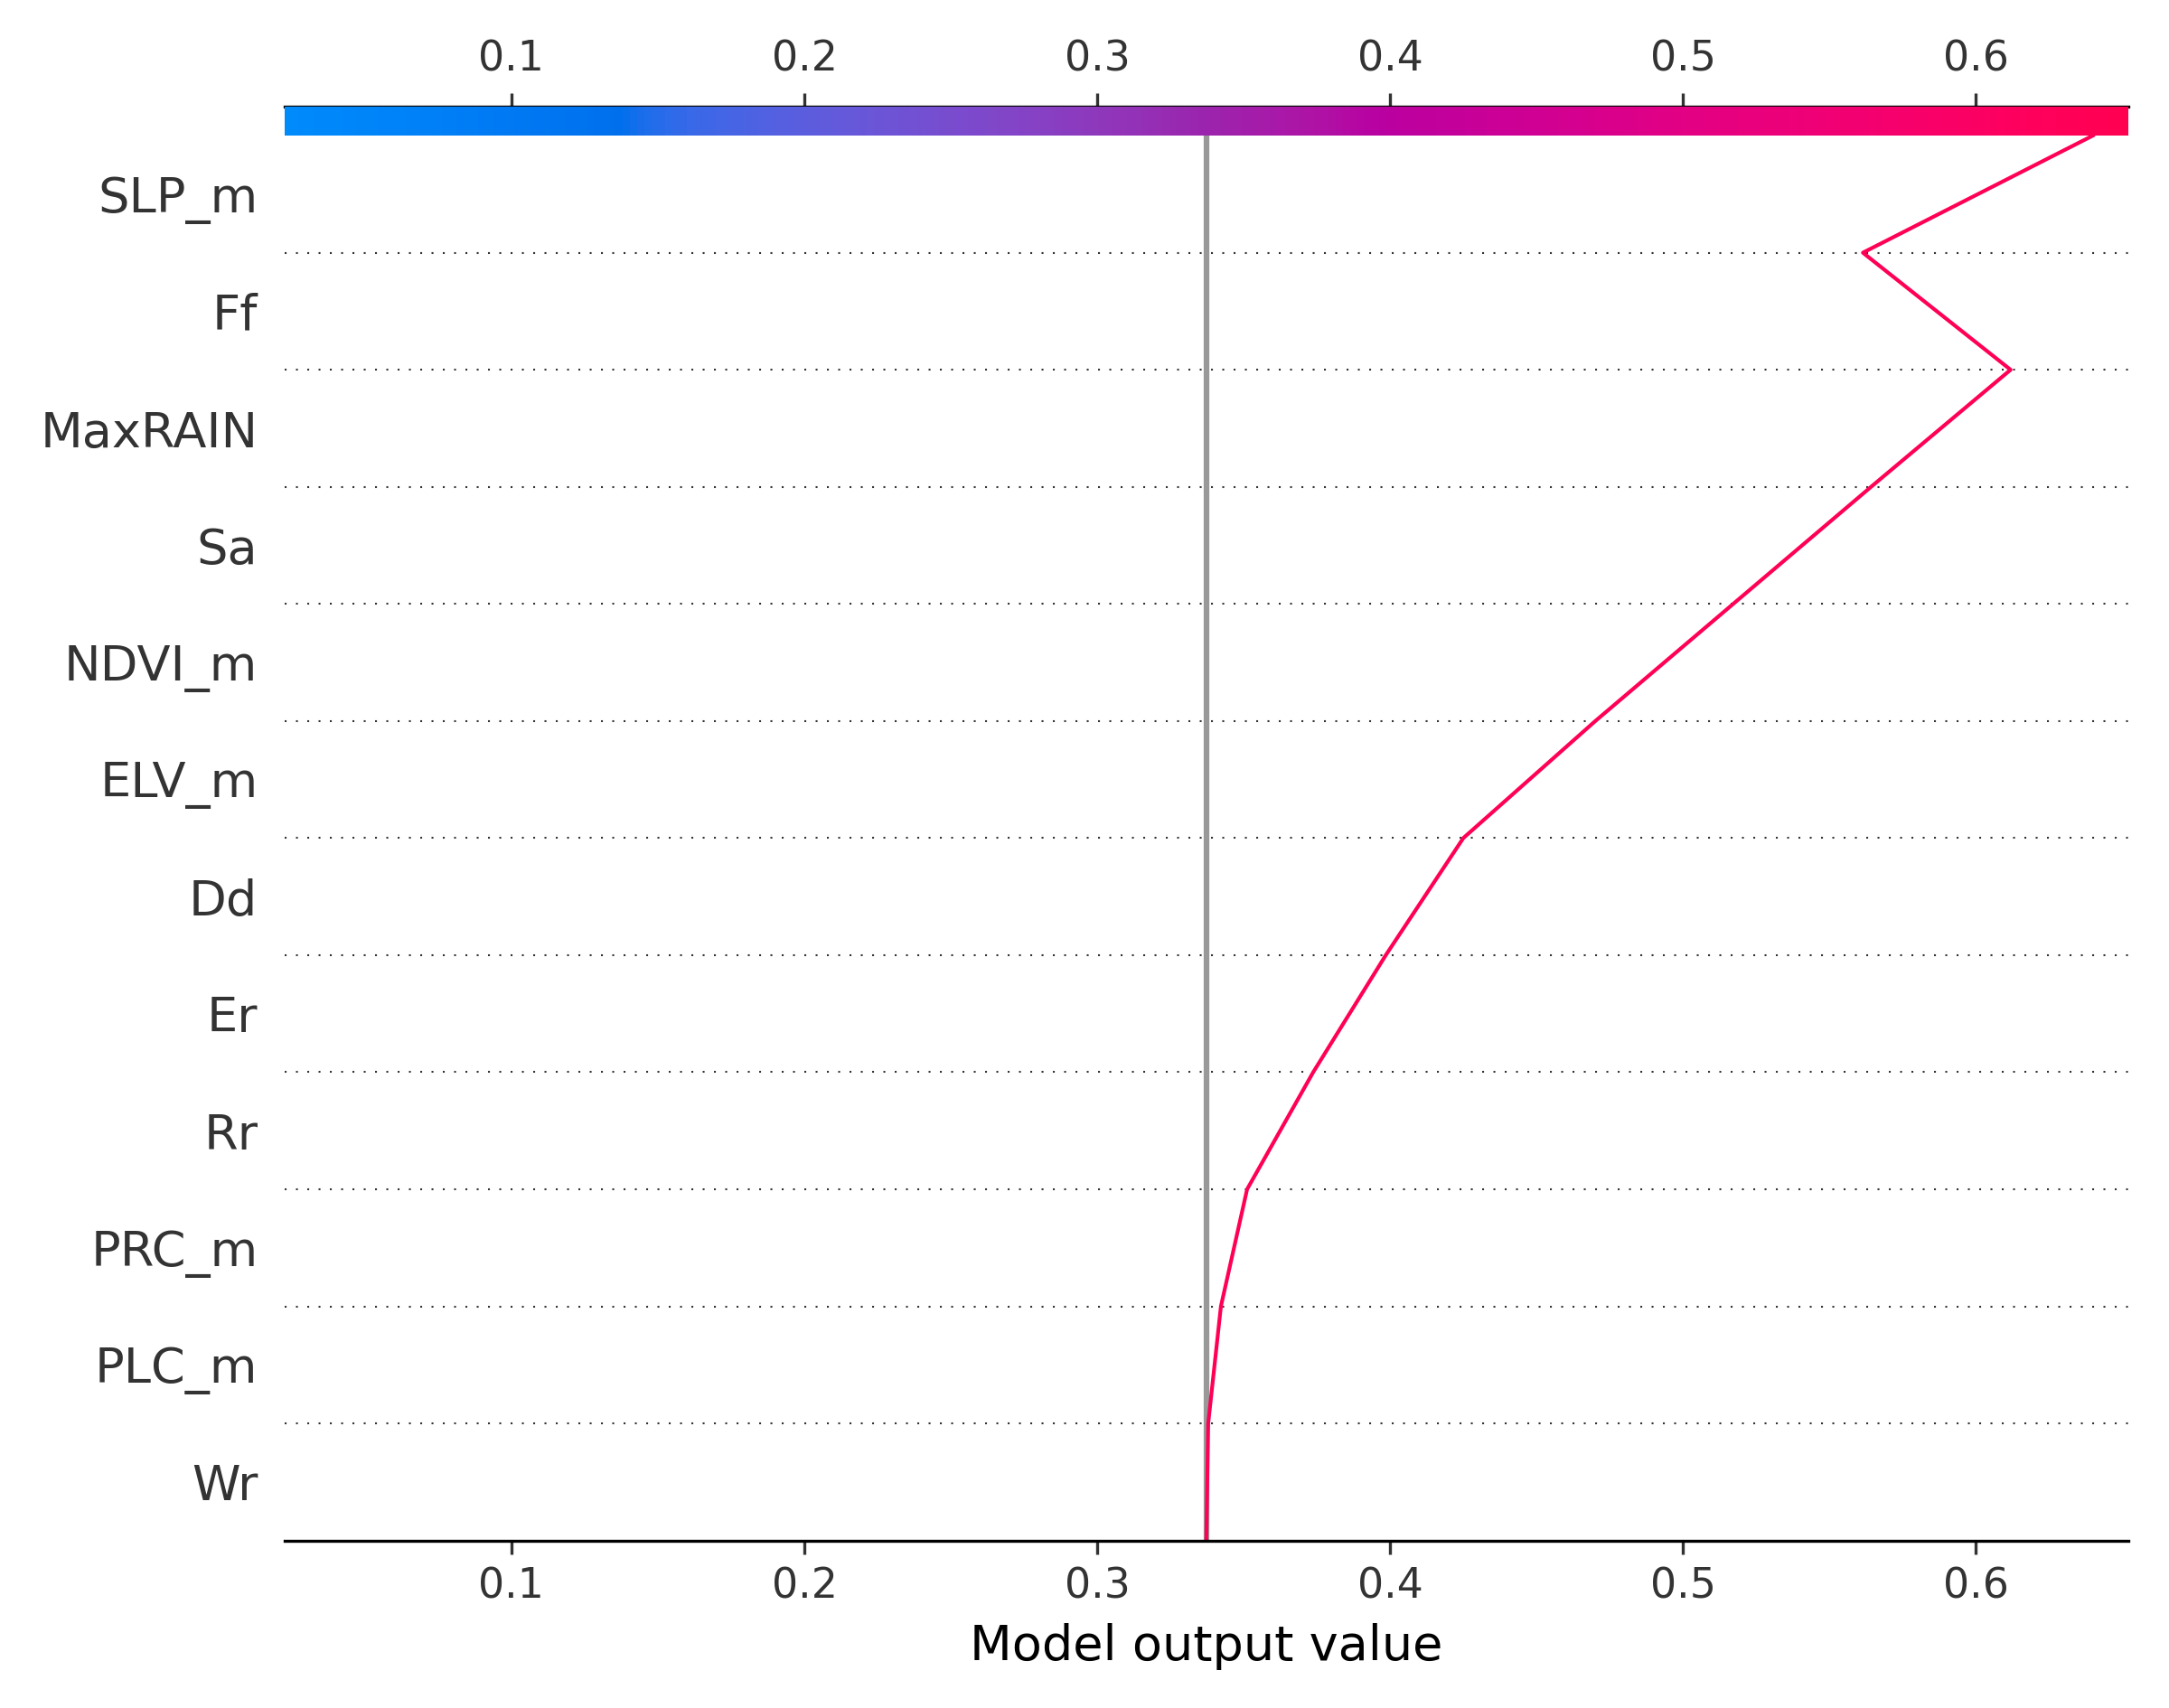 0.1 0.2 0.3 0.4 0.5 0.6
SLP_m
Ff
MaxRAIN
Sa
NDVI_m
ELV_m
Dd
Er
Rr
PRC_m
PLC_m
Wr
0.1 0.2 0.3 0.4 0.5 0.6
Model output value